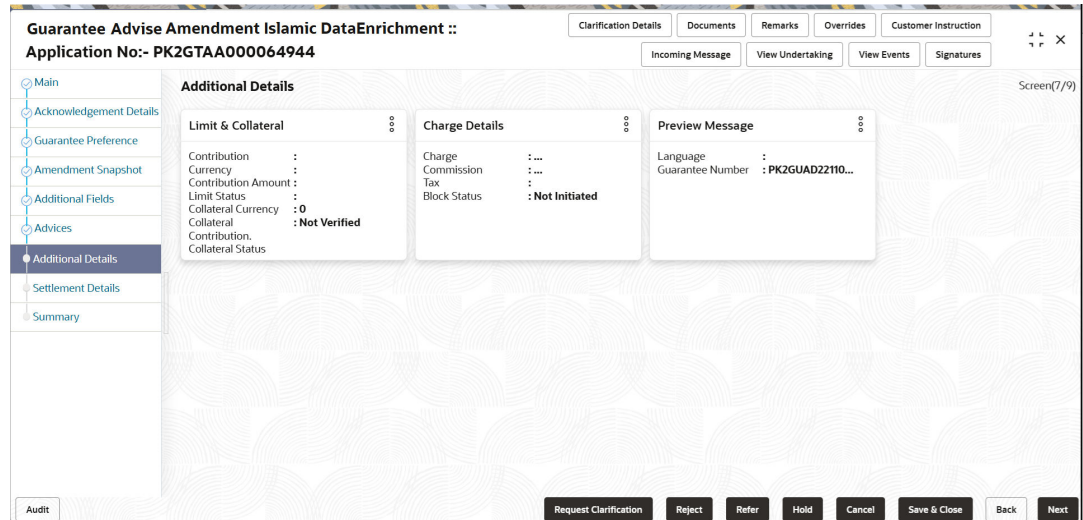 Guarantee Advise Amendment Islamic DataEnrichment ::
Application No:- PK2GTAA000064944
Clarification Details
Documents
Remarks
Overrides
Customer Instruction
Incoming Message
View Undertaking
View Events
Signatures
Main
Acknowledgement Details
Guarantee Preference
Amendment Snapshot
Additional Fields
Advices
Additional Details
Settlement Details
Summary
Additional Details
Screen(7/9)
Limit & Collateral
Contribution :
Currency :
Contribution Amount :
Limit Status :
Collateral Currency : 0
Collateral : Not Verified
Contribution.
Collateral Status
Charge Details
Charge : ...
Commission : ...
Tax :
Block Status : Not Initiated
Preview Message
Language :
Guarantee Number : PK2GUAD22110...
Audit
Request Clarification
Reject
Refer
Hold
Cancel
Save & Close
Back
Next